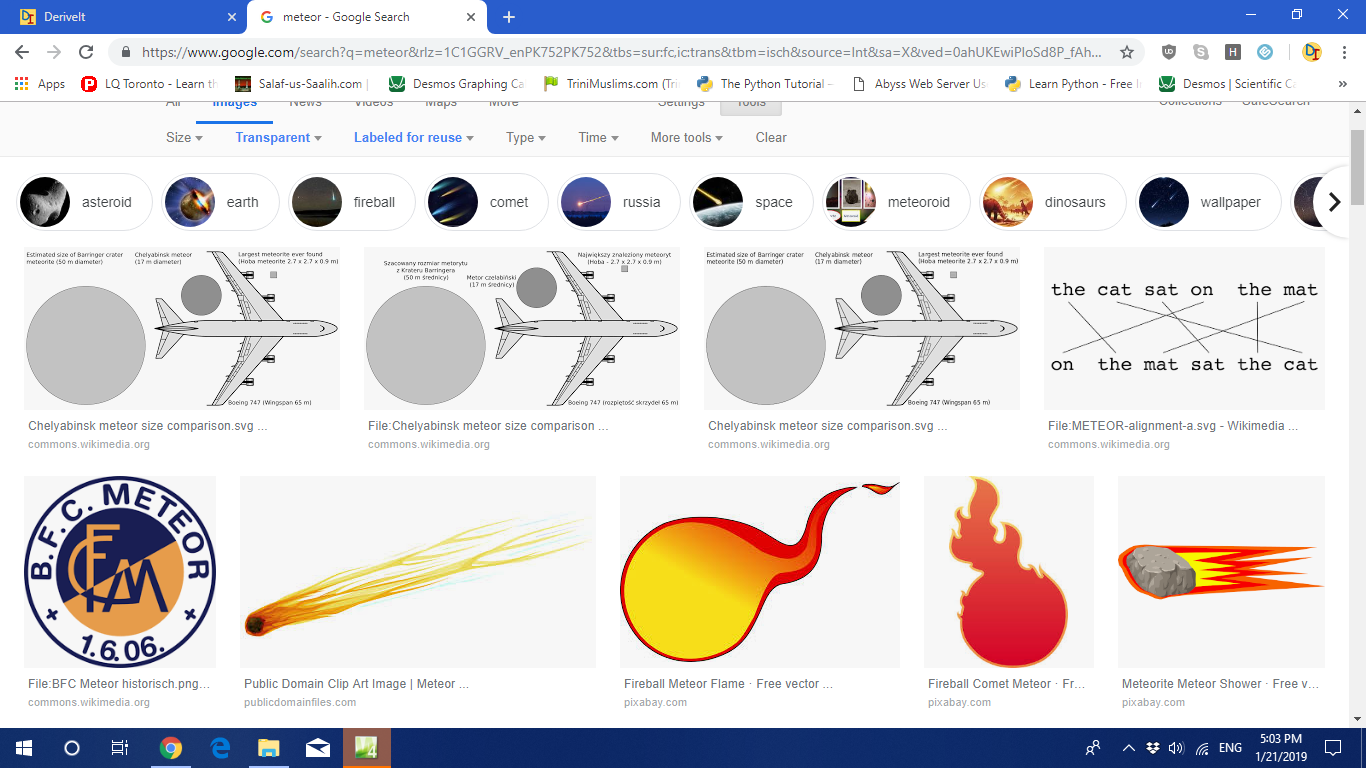 Derivelt
meteor - Google Search
https://www.google.com/search?q=meteor&rlz=1C1GGRV_enPK752PK752&tbs=sur:fc,ic:trans&tbm=isch&source=lnt&sa=X&ved=0ahUKEwiPloSd8P_fAh...
Apps LQ Toronto - Learn th Salaf-us-Saalih.com | Desmos Graphing Ca TriniMuslims.com (Tri The Python Tutorial – Abyss Web Server Us Learn Python - Free I Desmos | Scientific Ca »
All Images News Videos Maps More Settings Tools Collections SafeSearch
Size Transparent Labeled for reuse Type Time More tools Clear
asteroid earth fireball comet russia space meteoroid dinosaurs wallpaper
Estimated size of Barringer crater
meteorite (50 m diameter)
Chelyabinsk meteor
(17 m diameter)
Largest meteorite ever found
(Hoba meteorite 2.7 x 2.7 x 0.9 m)
Boeing 747 (Wingspan 65 m)
Szacowany rozmiar metorytu
z Krateru Barringera
(50 m średnicy)
Metor czelabiński
(17 m średnicy)
Największy znaleziony meteoryt
(Hoba - 2.7 x 2.7 x 0.9 m)
Boeing 747 (rozpiętość skrzydeł 65 m)
Estimated size of Barringer crater
meteorite (50 m diameter)
Chelyabinsk meteor
(17 m diameter)
Largest meteorite ever found
(Hoba meteorite 2.7 x 2.7 x 0.9 m)
Boeing 747 (Wingspan 65 m)
the cat sat on the mat
on the mat sat the cat
Chelyabinsk meteor size comparison.svg ...
commons.wikimedia.org
File:Chelyabinsk meteor size comparison ...
commons.wikimedia.org
Chelyabinsk meteor size comparison.svg ...
commons.wikimedia.org
File:METEOR-alignment-a.svg - Wikimedia ...
commons.wikimedia.org
B.F.C. METEOR
CFM
1.6.06.
File:BFC Meteor historisch.png...
commons.wikimedia.org
Public Domain Clip Art Image | Meteor ...
publicdomainfiles.com
Fireball Meteor Flame · Free vector ...
pixabay.com
Fireball Comet Meteor · Fr...
pixabay.com
Meteorite Meteor Shower · Free v...
pixabay.com
ENG
5:03 PM
1/21/2019